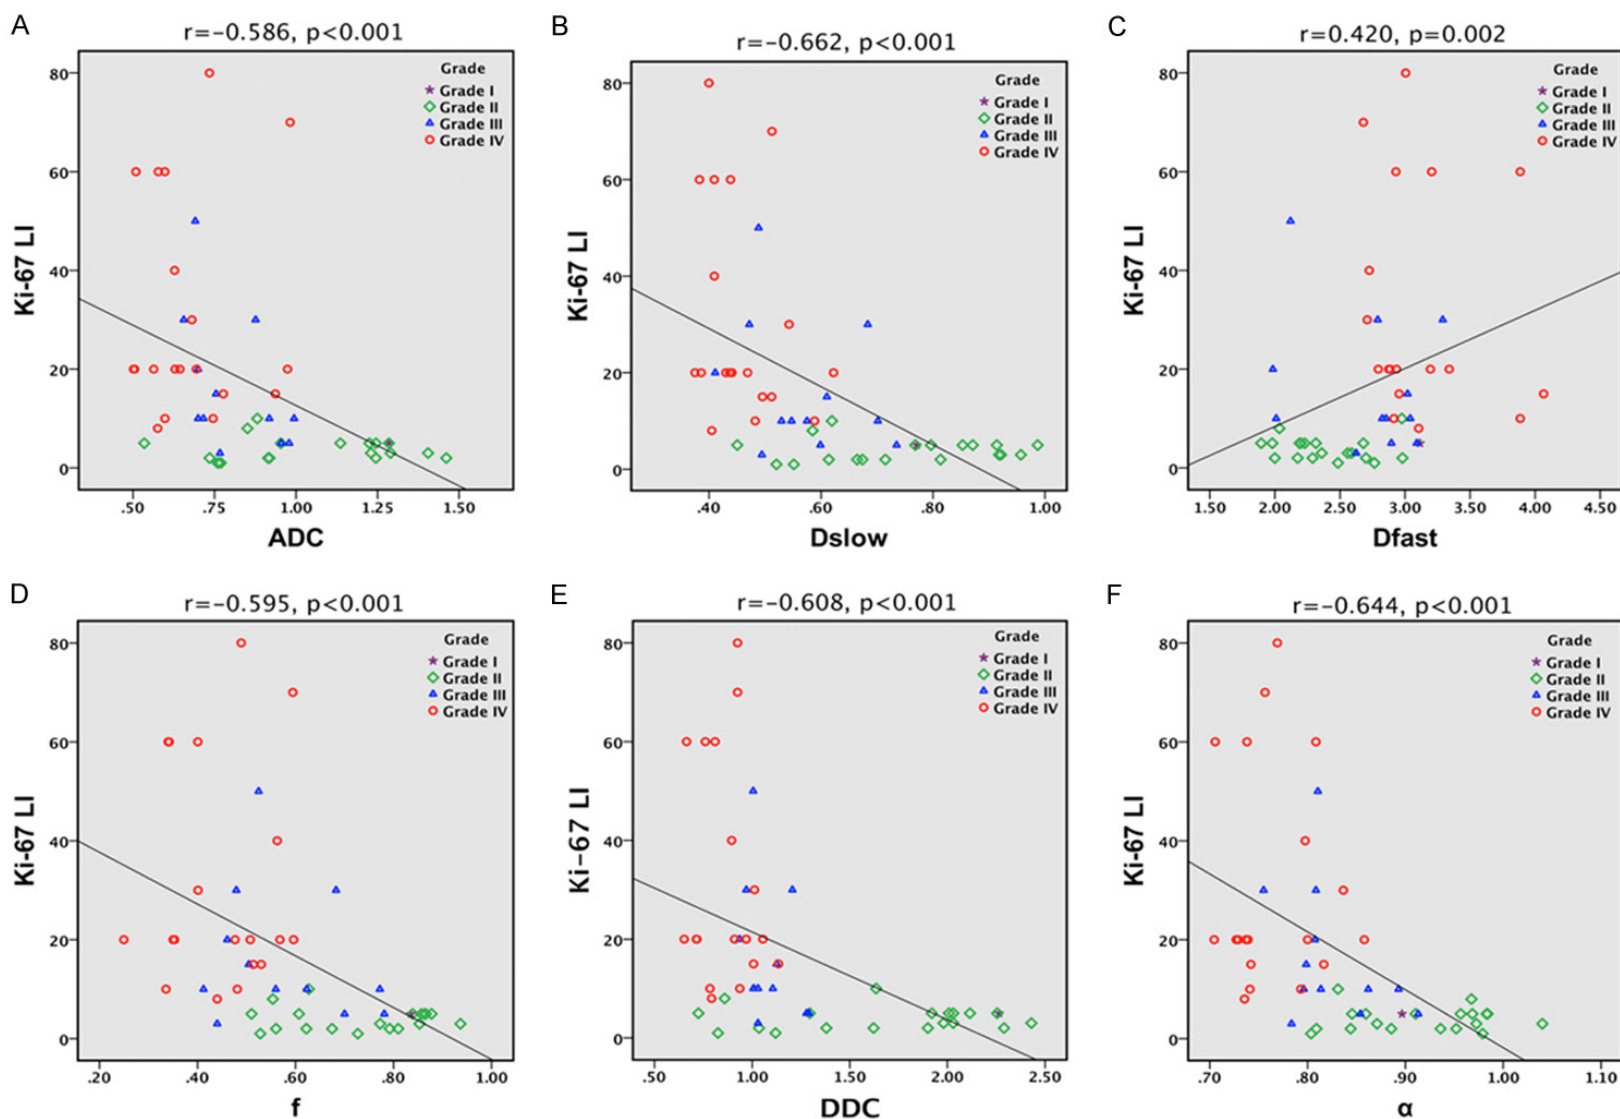 A
r=-0.586, p<0.001
Grade
Grade I
Grade II
Grade III
Grade IV
Ki-67 LI
80
60
40
20
0
.50 .75 1.00 1.25 1.50
ADC
B
r=-0.662, p<0.001
Grade
Grade I
Grade II
Grade III
Grade IV
Ki-67 LI
80
60
40
20
0
.40 .60 .80 1.00
Dslow
C
r=0.420, p=0.002
Grade
Grade I
Grade II
Grade III
Grade IV
Ki-67 LI
80
60
40
20
0
1.50 2.00 2.50 3.00 3.50 4.00 4.50
Dfast
D
r=-0.595, p<0.001
Grade
Grade I
Grade II
Grade III
Grade IV
Ki-67 LI
80
60
40
20
0
.20 .40 .60 .80 1.00
f
E
r=-0.608, p<0.001
Grade
Grade I
Grade II
Grade III
Grade IV
Ki-67 LI
80
60
40
20
0
.50 1.00 1.50 2.00 2.50
DDC
F
r=-0.644, p<0.001
Grade
Grade I
Grade II
Grade III
Grade IV
Ki-67 LI
80
60
40
20
0
.70 .80 .90 1.00 1.10
α